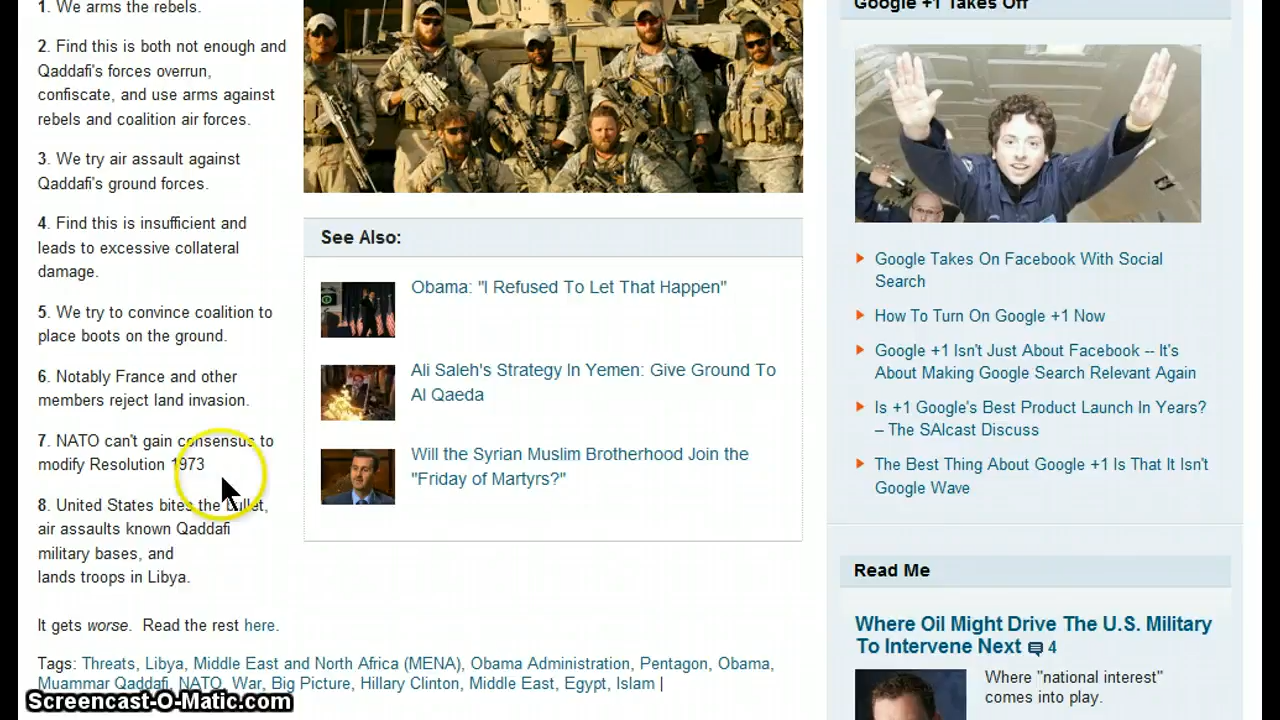 1. We arms the rebels.
2. Find this is both not enough and
Qaddafi's forces overrun,
confiscate, and use arms against
rebels and coalition air forces.
3. We try air assault against
Qaddafi's ground forces.
4. Find this is insufficient and
leads to excessive collateral
damage.
5. We try to convince coalition to
place boots on the ground.
6. Notably France and other
members reject land invasion.
7. NATO can't gain consensus to
modify Resolution 1973
8. United States bites the bullet,
air assaults known Qaddafi
military bases, and
lands troops in Libya.
It gets worse. Read the rest here.
Tags: Threats, Libya, Middle East and North Africa (MENA), Obama Administration, Pentagon, Obama,
Muammar Qaddafi, NATO, War, Big Picture, Hillary Clinton, Middle East, Egypt, Islam |
See Also:
Obama: "I Refused To Let That Happen"
Ali Saleh's Strategy In Yemen: Give Ground To
Al Qaeda
Will the Syrian Muslim Brotherhood Join the
"Friday of Martyrs?"
Google +1 Takes Off
Google Takes On Facebook With Social
Search
How To Turn On Google +1 Now
Google +1 Isn't Just About Facebook -- It's
About Making Google Search Relevant Again
Is +1 Google's Best Product Launch In Years?
– The SAIcast Discuss
The Best Thing About Google +1 Is That It Isn't
Google Wave
Read Me
Where Oil Might Drive The U.S. Military
To Intervene Next 4
Where "national interest"
comes into play.
Screencast-O-Matic.com